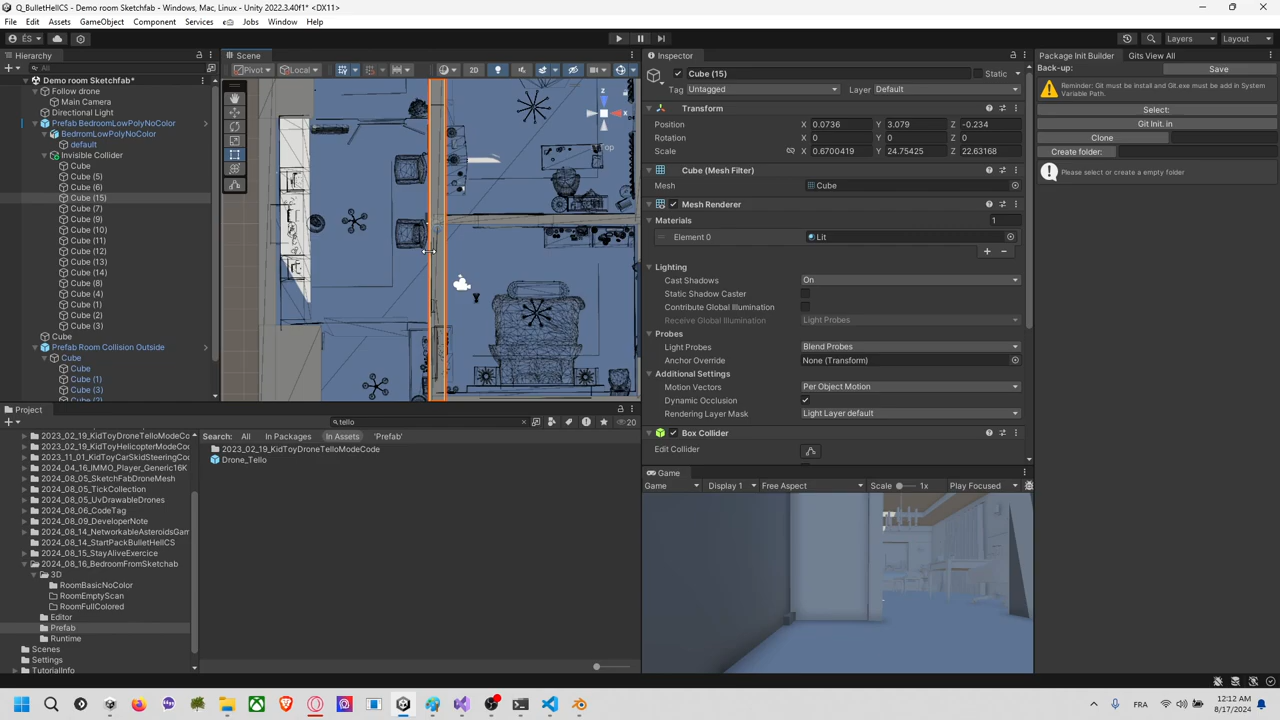 Q_BulletHellCS - Demo room Sketchfab - Windows, Mac, Linux - Unity 2022.3.40f1* <DX11>
File Edit Assets GameObject Component Services Jobs Window Help
ÉS Layers Layout
Hierarchy
All
Demo room Sketchfab*
Follow drone
Main Camera
Directional Light
Prefab BedrromLowPolyNoColor
BedrromLowPolyNoColor
default
Invisible Collider
Cube
Cube (5)
Cube (6)
Cube (15)
Cube (7)
Cube (9)
Cube (10)
Cube (11)
Cube (12)
Cube (13)
Cube (14)
Cube (8)
Cube (4)
Cube (1)
Cube (2)
Cube (3)
Cube
Prefab Room Collision Outside
Cube
Cube
Cube (1)
Cube (3)
Scene
Pivot Local 2D
z
x
Top
Inspector
Cube (15) Static
Tag Untagged Layer Default
Transform
Position X 0.0736 Y 3.079 Z -0.234
Rotation X 0 Y 0 Z 0
Scale X 0.6700419 Y 24.75425 Z 22.63168
Cube (Mesh Filter)
Mesh Cube
Mesh Renderer
Materials 1
Element 0 Lit
Lighting
Cast Shadows On
Static Shadow Caster
Contribute Global Illumination
Receive Global Illumination Light Probes
Probes
Light Probes Blend Probes
Anchor Override None (Transform)
Additional Settings
Motion Vectors Per Object Motion
Dynamic Occlusion
Rendering Layer Mask Light Layer default
Box Collider
Edit Collider
Package Init Builder Gits View All
Back-up: Save
Reminder: Git must be install and Git.exe must be add in System Variable Path.
Select:
Git Init. in
Clone
Create folder:
Please select or create a empty folder
Project
tello
20
Search: All In Packages In Assets 'Prefab'
2023_02_19_KidToyDroneTelloModeCode
Drone_Tello
2023_02_19_KidToyDroneTelloModeCo
2023_02_19_KidToyHelicopterModeCo
2023_11_01_KidToyCarSkidSteeringCo
2024_04_16_IMMO_Player_Generic16K
2024_08_05_SketchFabDroneMesh
2024_08_05_TickCollection
2024_08_05_UvDrawableDrones
2024_08_06_CodeTag
2024_08_09_DeveloperNote
2024_08_14_NetworkableAsteroidsGam
2024_08_14_StartPackBulletHellCS
2024_08_15_StayAliveExercice
2024_08_16_BedroomFromSketchab
3D
RoomBasicNoColor
RoomEmptyScan
RoomFullColored
Editor
Prefab
Runtime
Scenes
Settings
TutorialInfo
Game
Game Display 1 Free Aspect Scale 1x Play Focused
FRA 12:12 AM
8/17/2024